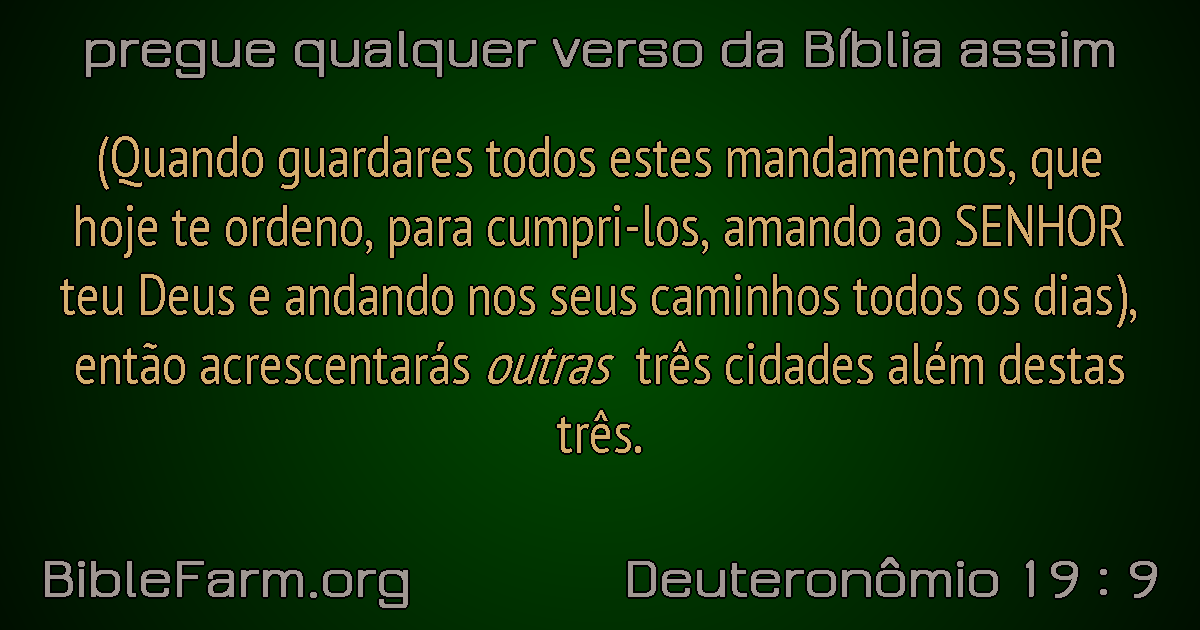 pregue qualquer verso da Bíblia assim
(Quando guardares todos estes mandamentos, que
hoje te ordeno, para cumpri-los, amando ao SENHOR
teu Deus e andando nos seus caminhos todos os dias),
então acrescentarás outras três cidades além destas
três.
BibleFarm.org
Deuteronômio 19 : 9